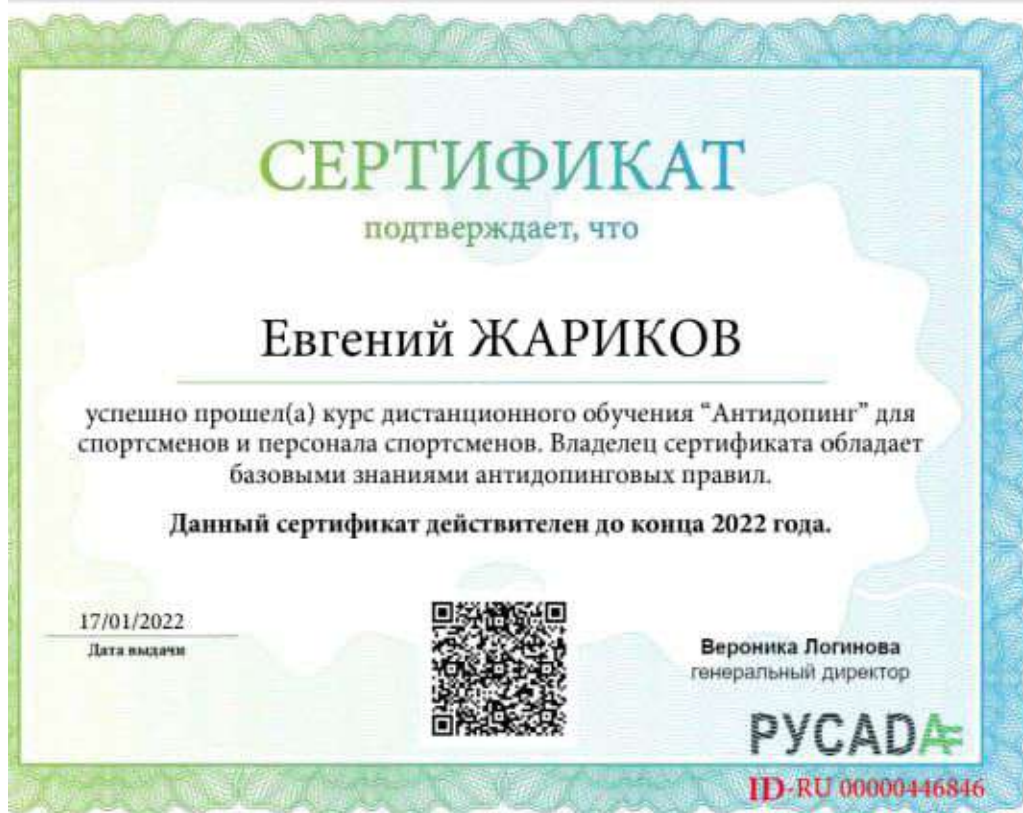 СЕРТИФИКАТ
подтверждает, что
Евгений ЖАРИКОВ
успешно прошел(а) курс дистанционного обучения “Антидопинг” для
спортсменов и персонала спортсменов. Владелец сертификата обладает
базовыми знаниями антидопинговых правил.
Данный сертификат действителен до конца 2022 года.
17/01/2022
Дата выдачи
Вероника Логинова
генеральный директор
РУСАDА
ID-RU 00000446846